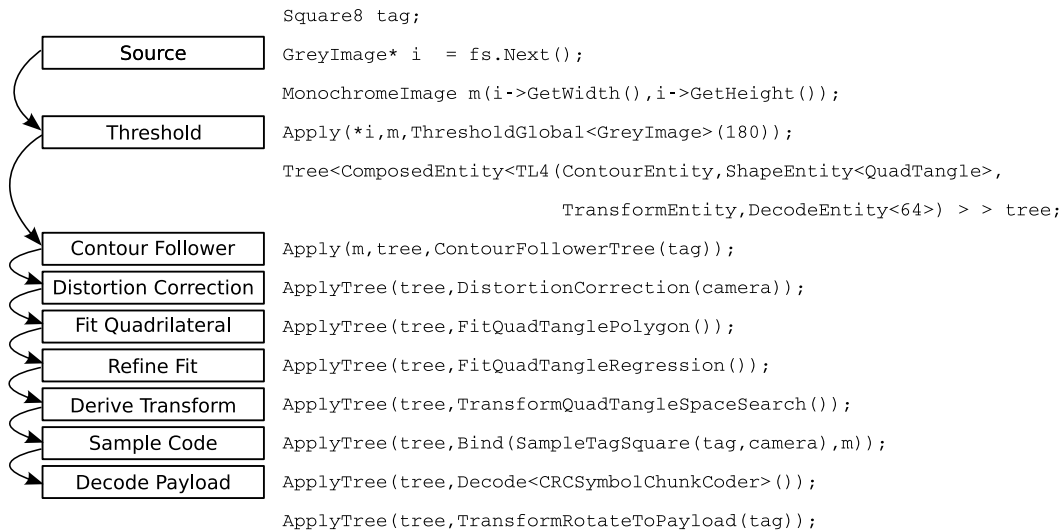 Square8 tag;
Source GreyImage* i  = fs.Next();
MonochromeImage m(i->GetWidth(),i->GetHeight());
Threshold Apply(*i,m,ThresholdGlobal<GreyImage>(180));
Tree<ComposedEntity<TL4(ContourEntity,ShapeEntity<QuadTangle>,
TransformEntity,DecodeEntity<64>) > > tree;
Contour Follower Apply(m,tree,ContourFollowerTree(tag));
Distortion Correction ApplyTree(tree,DistortionCorrection(camera));
Fit Quadrilateral ApplyTree(tree,FitQuadTanglePolygon());
Refine Fit ApplyTree(tree,FitQuadTangleRegression());
Derive Transform ApplyTree(tree,TransformQuadTangleSpaceSearch());
Sample Code ApplyTree(tree,Bind(SampleTagSquare(tag,camera),m));
Decode Payload ApplyTree(tree,Decode<CRCSymbolChunkCoder>());
ApplyTree(tree,TransformRotateToPayload(tag));